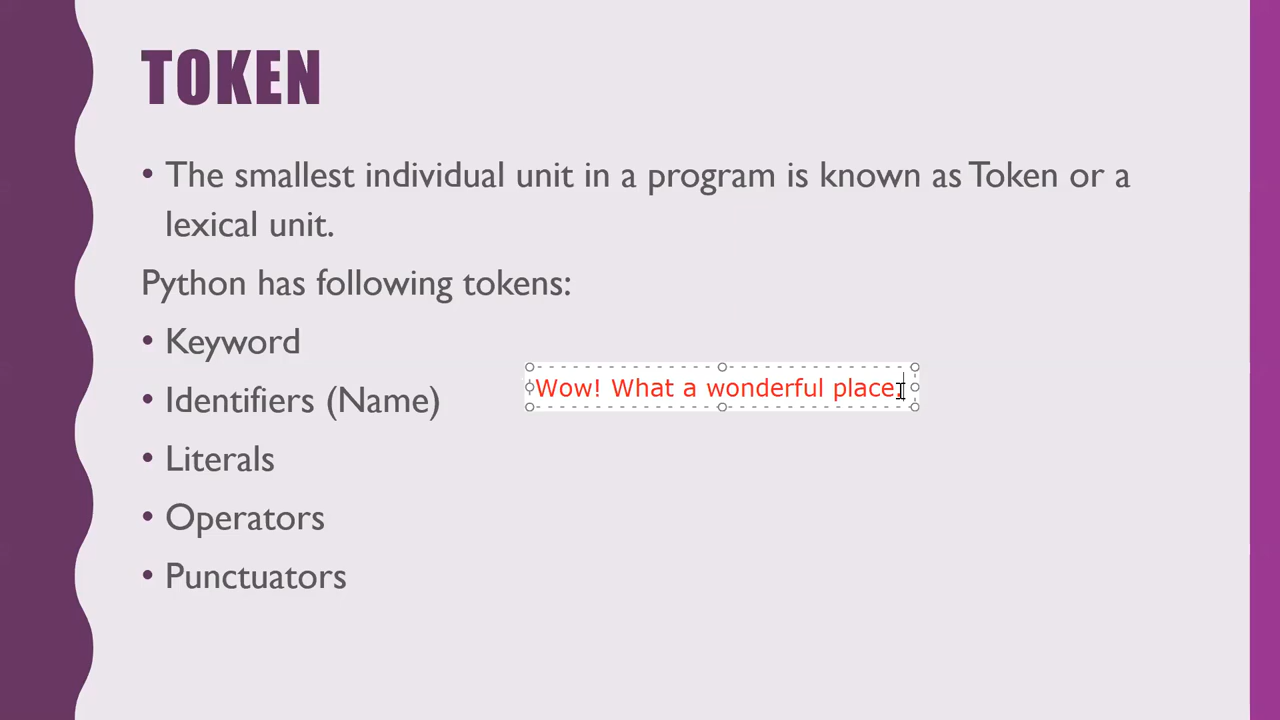 TOKEN
• The smallest individual unit in a program is known as Token or a
lexical unit.
Python has following tokens:
• Keyword
• Identifiers (Name)
Wow! What a wonderful place.
• Literals
• Operators
• Punctuators